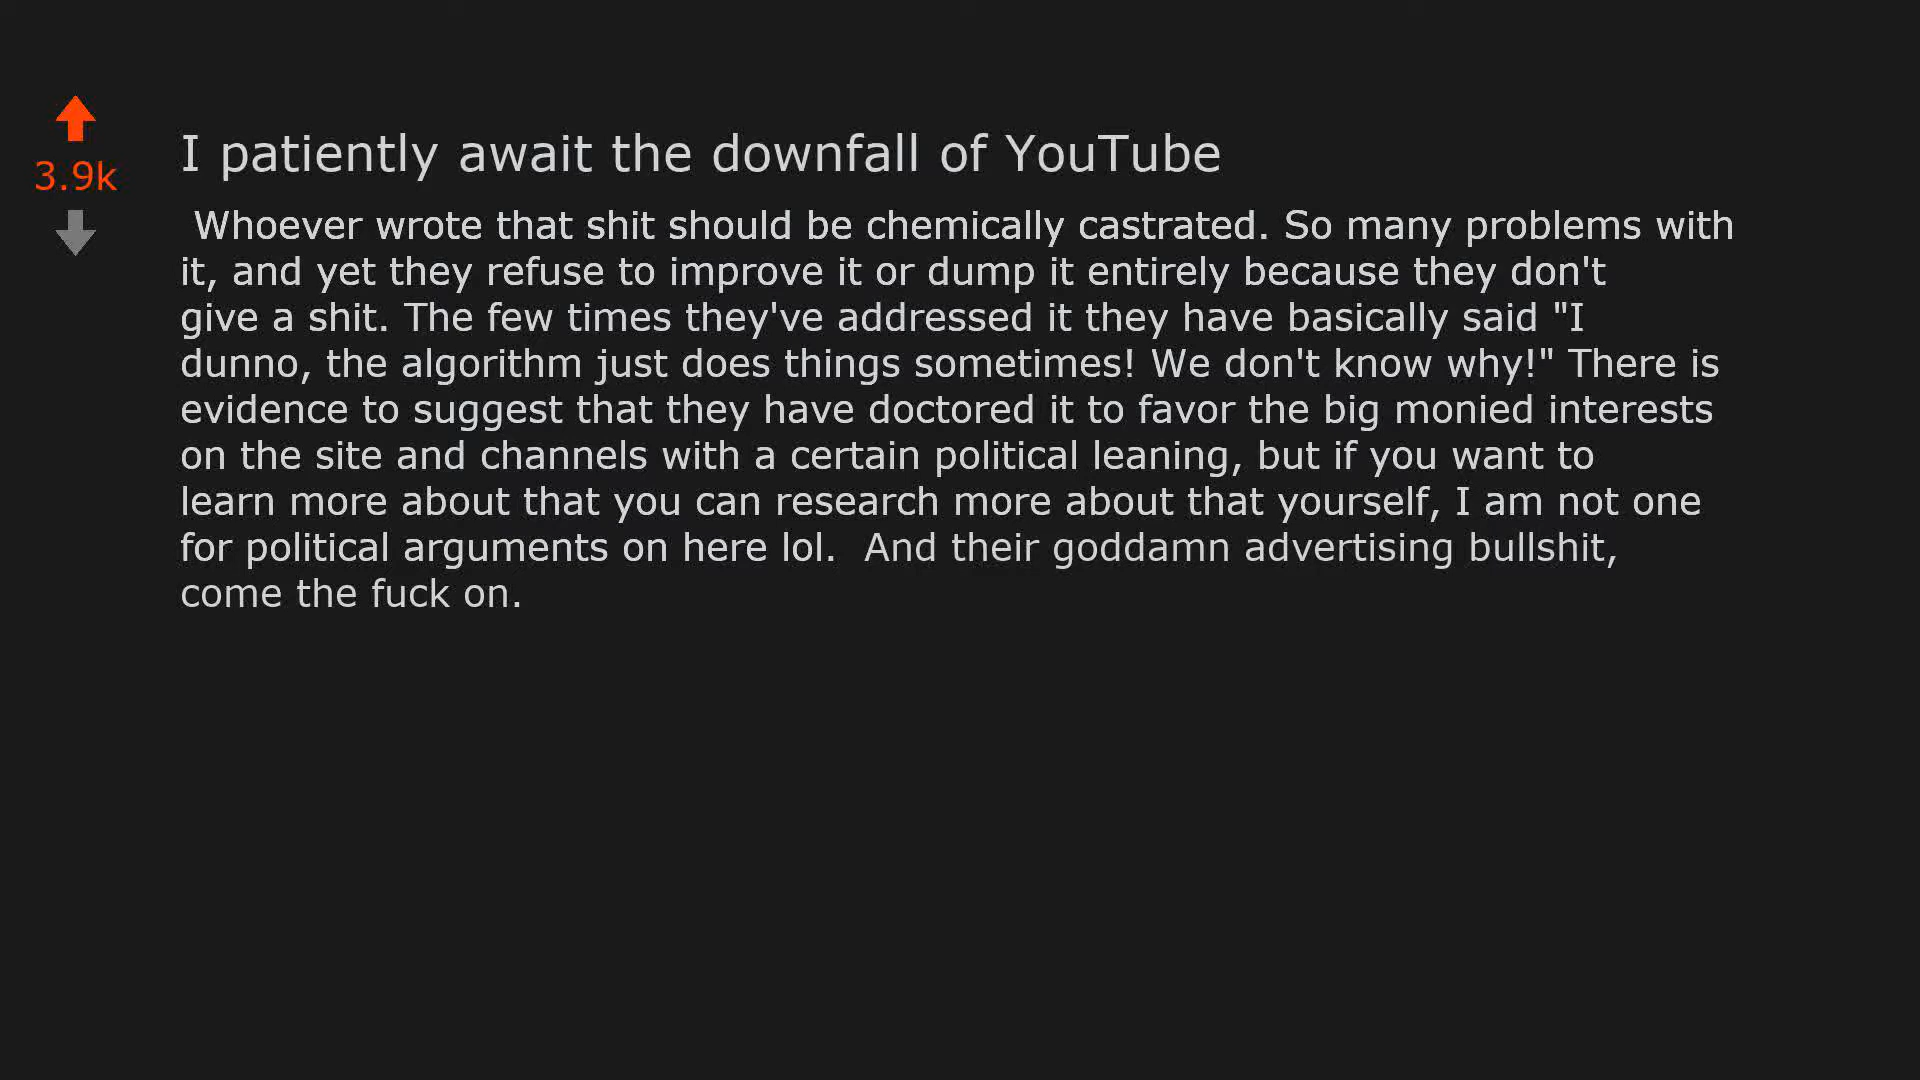 I patiently await the downfall of YouTube
3.9k
Whoever wrote that shit should be chemically castrated. So many problems with
it, and yet they refuse to improve it or dump it entirely because they don't
give a shit. The few times they've addressed it they have basically said "I
dunno, the algorithm just does things sometimes! We don't know why!" There is
evidence to suggest that they have doctored it to favor the big monied interests
on the site and channels with a certain political leaning, but if you want to
learn more about that you can research more about that yourself, I am not one
for political arguments on here lol.  And their goddamn advertising bullshit,
come the fuck on.